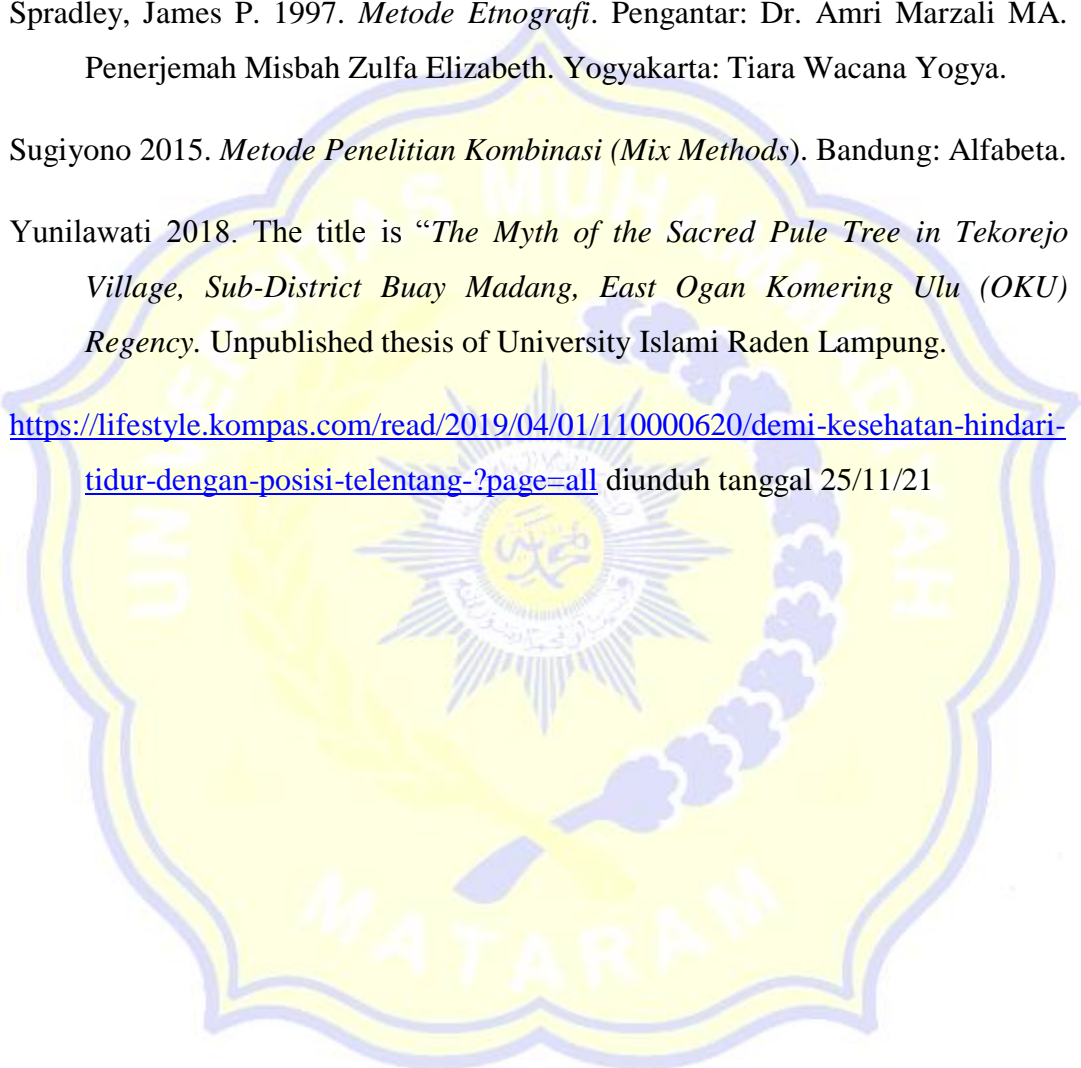 Spradley, James P. 1997. Metode Etnografi. Pengantar: Dr. Amri Marzali MA.
Penerjemah Misbah Zulfa Elizabeth. Yogyakarta: Tiara Wacana Yogya.
Sugiyono 2015. Metode Penelitian Kombinasi (Mix Methods). Bandung: Alfabeta.
Yunilawati 2018. The title is “The Myth of the Sacred Pule Tree in Tekorejo
Village, Sub-District Buay Madang, East Ogan Komering Ulu (OKU)
Regency. Unpublished thesis of University Islami Raden Lampung.
https://lifestyle.kompas.com/read/2019/04/01/110000620/demi-kesehatan-hindari-
tidur-dengan-posisi-telentang-?page=all diunduh tanggal 25/11/21
UNIVERSITAS MUHAMMADIYAH
MATARAM